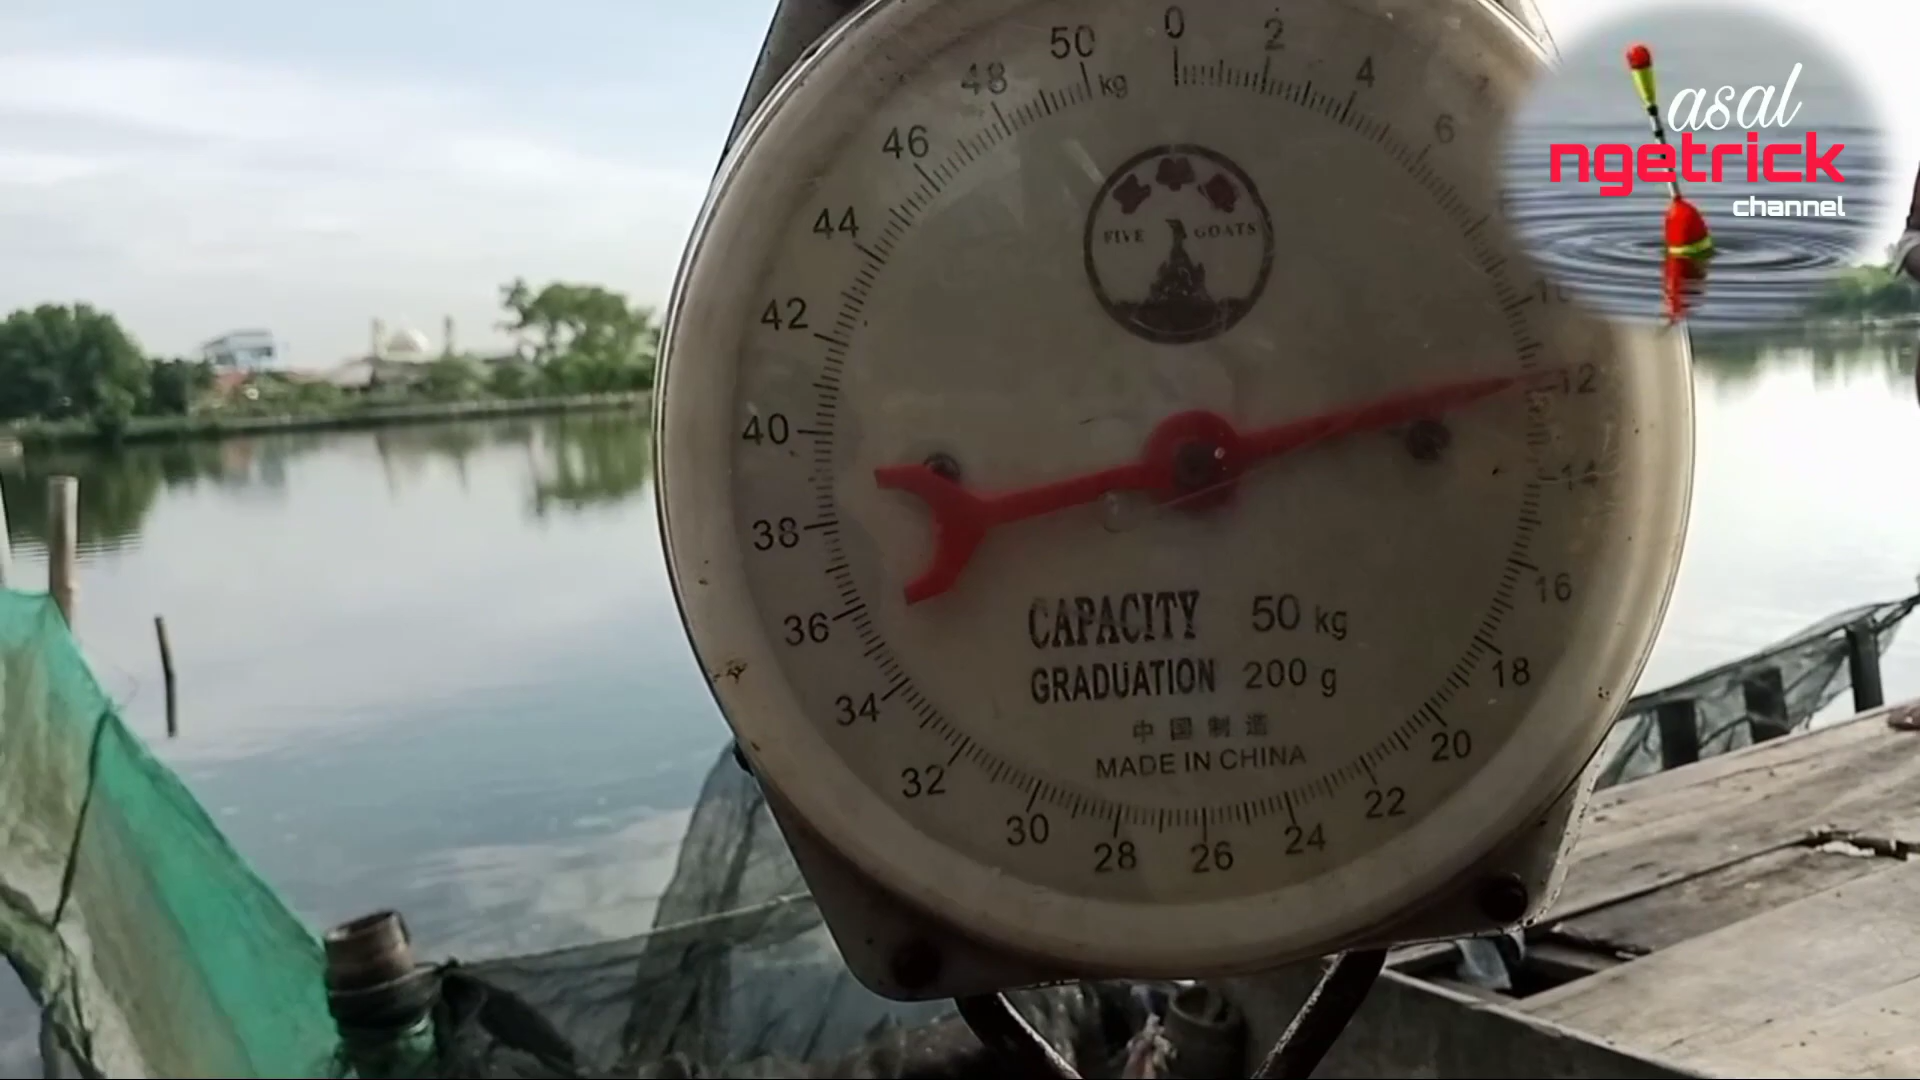 0
2
4
6
10
12
14
16
18
20
22
24
26
28
30
32
34
36
38
40
42
44
46
48
50
kg
FIVE GOATS
CAPACITY 50 kg
GRADUATION 200 g
中国制造
MADE IN CHINA
asal
ngetrick
channel